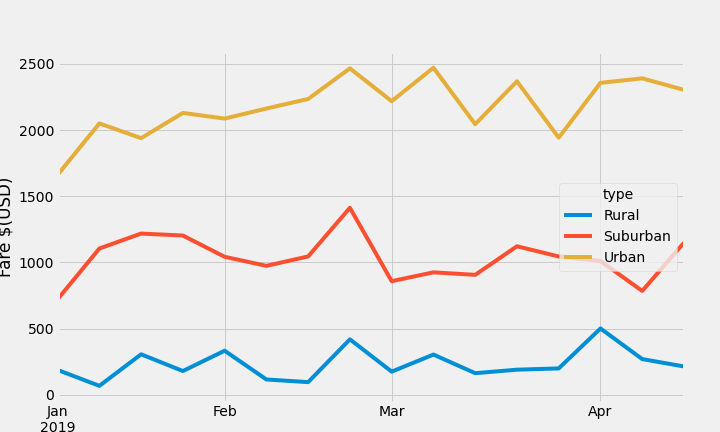 2500
2000
1500
1000
500
0
Fare $(USD)
Jan
2019
Feb
Mar
Apr
type
Rural
Suburban
Urban